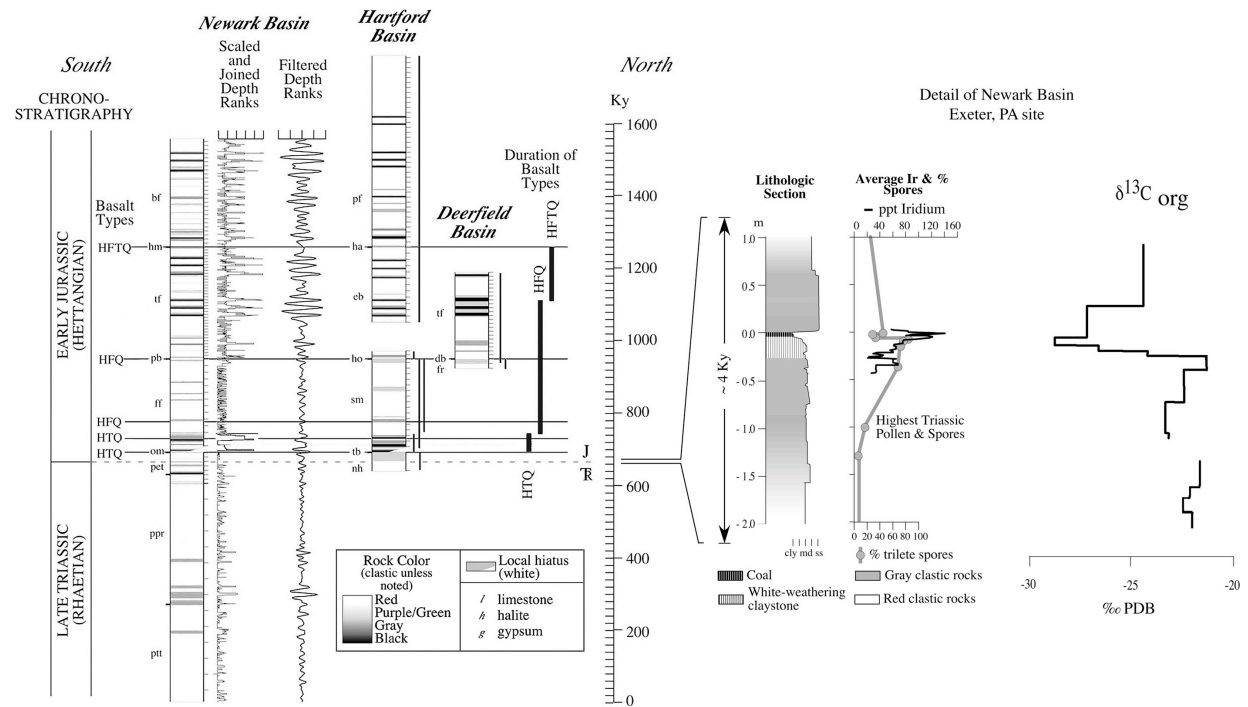 Newark Basin
Hartford
Basin
Scaled
and
Joined
Depth
Ranks
Filtered
Depth
Ranks
South
North
CHRONO-
STRATIGRAPHY
Ky
1600
1400
1200
1000
800
600
400
200
0
Detail of Newark Basin
Exeter, PA site
Duration of
Basalt
Types
Basalt
Types
Deerfield
Basin
EARLY JURASSIC
(HETTANGIAN)
LATE TRIASSIC
(RHAETIAN)
HFTQ
HFQ
HFQ
HTQ
HTQ
bf
hm
tf
pb
ff
om
pet
ppr
ptt
pf
ha
eb
ho
sm
tb
nh
tf
db
fr
HFTQ
HFQ
HTQ
J
TR
Rock Color
(clastic unless
noted)
Red
Purple/Green
Gray
Black
Local hiatus
(white)
l limestone
h halite
g gypsum
~ 4 Ky
Lithologic
Section
m
1.0
0.5
0.0
- 0.5
- 1.0
- 1.5
- 2.0
cly md ss
Average Ir & %
Spores
ppt Iridium
0 40 80 120 160
0
Highest Triassic
Pollen & Spores
0 20 40 60 80 100
% trilete spores
Coal
White-weathering
claystone
Gray clastic rocks
Red clastic rocks
δ13C org
-30 -25 -20
‰ PDB